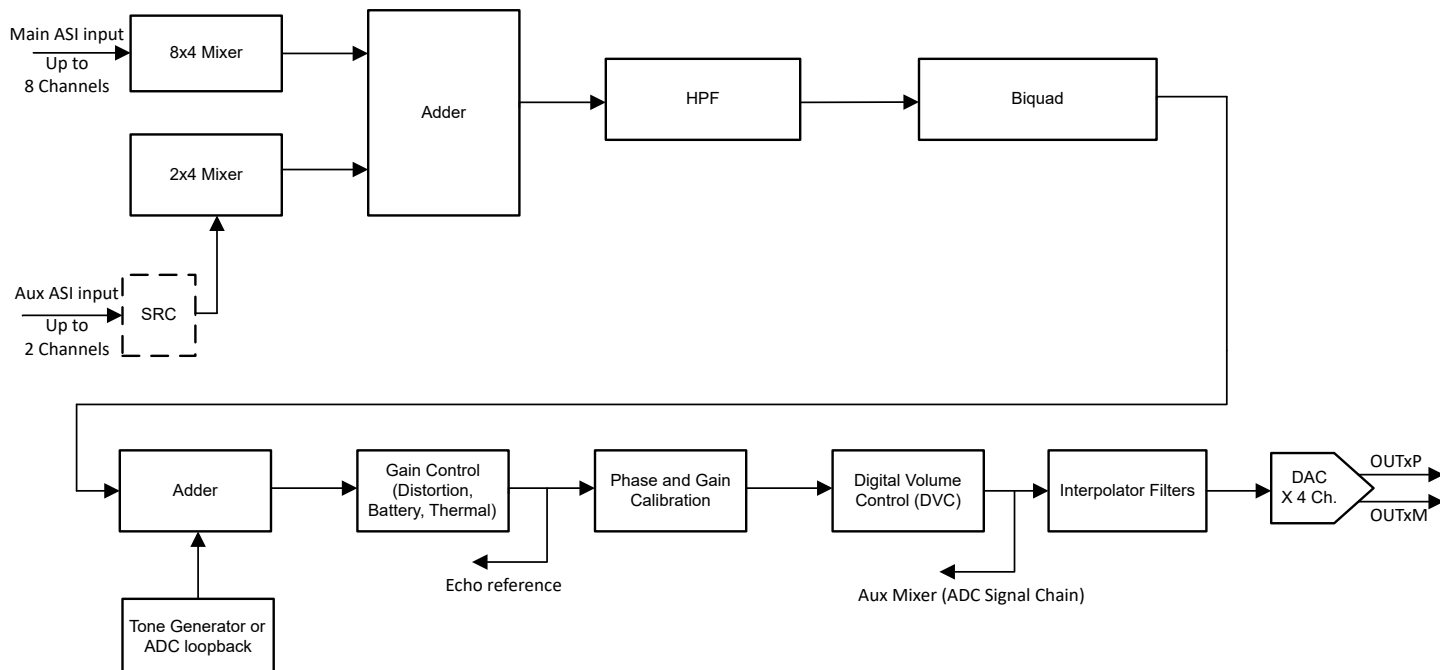 Main ASI input
Up to
8 Channels
8x4 Mixer
Adder
HPF
Biquad
2x4 Mixer
Aux ASI input
Up to
2 Channels
SRC
Adder
Gain Control
(Distortion,
Battery, Thermal)
Phase and Gain
Calibration
Digital Volume
Control (DVC)
Interpolator Filters
DAC
X 4 Ch.
OUTxP
OUTxM
Echo reference
Aux Mixer (ADC Signal Chain)
Tone Generator or
ADC loopback